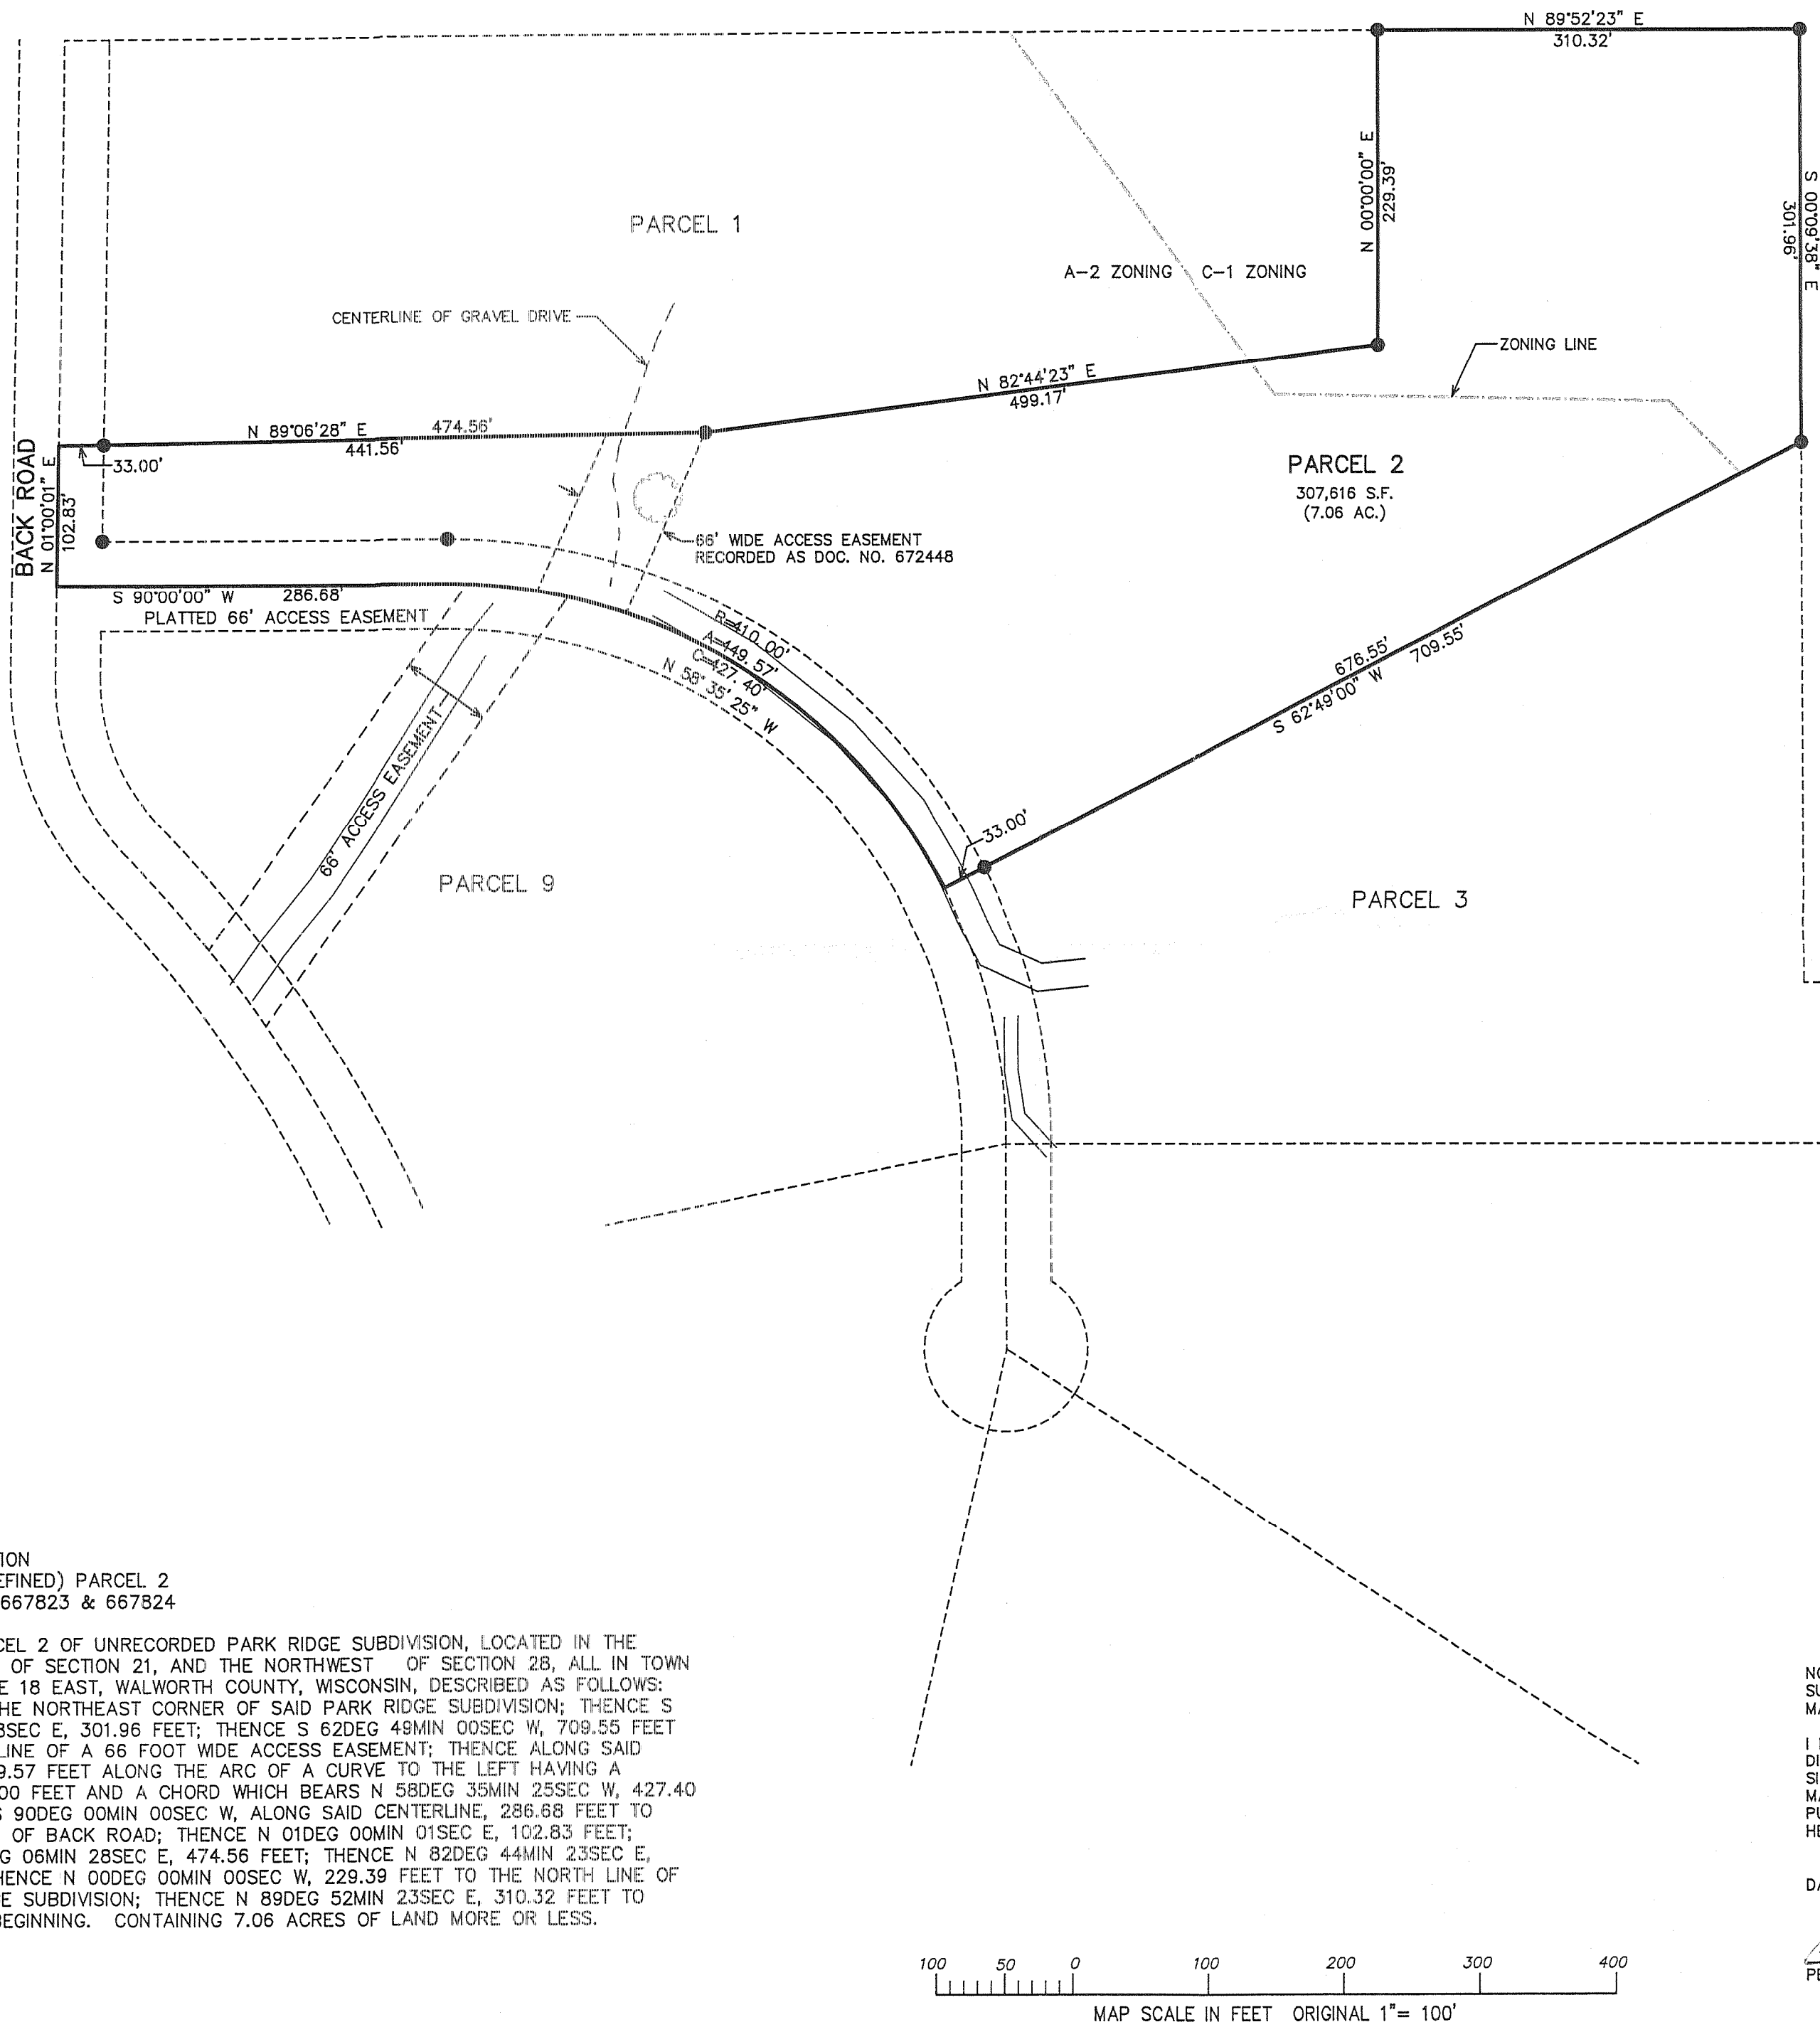 N 89°52'23" E
310.32'
N 00°00'00" E
229.39'
S 00°09'38" E
301.96'
PARCEL 1
A-2 ZONING
C-1 ZONING
CENTERLINE OF GRAVEL DRIVE
ZONING LINE
N 82°44'23" E
499.17'
N 89°06'28" E
474.56'
441.56'
33.00'
BACK ROAD
N 01°00'01" E
102.83'
PARCEL 2
307,616 S.F.
(7.06 AC.)
66' WIDE ACCESS EASEMENT
RECORDED AS DOC. NO. 672448
S 90°00'00" W
286.68'
PLATTED 66' ACCESS EASEMENT
R=410.00'
A=449.57'
C=427.40'
N 58°35'25" W
676.55'
709.55'
S 62°49'00" W
66' ACCESS EASEMENT
33.00'
PARCEL 9
PARCEL 3
TION
EFINED) PARCEL 2
667823 & 667824
CEL 2 OF UNRECORDED PARK RIDGE SUBDIVISION, LOCATED IN THE
OF SECTION 21, AND THE NORTHWEST OF SECTION 28, ALL IN TOWN
E 18 EAST, WALWORTH COUNTY, WISCONSIN, DESCRIBED AS FOLLOWS:
HE NORTHEAST CORNER OF SAID PARK RIDGE SUBDIVISION; THENCE S
8SEC E, 301.96 FEET; THENCE S 62DEG 49MIN 00SEC W, 709.55 FEET
LINE OF A 66 FOOT WIDE ACCESS EASEMENT; THENCE ALONG SAID
9.57 FEET ALONG THE ARC OF A CURVE TO THE LEFT HAVING A
00 FEET AND A CHORD WHICH BEARS N 58DEG 35MIN 25SEC W, 427.40
S 90DEG 00MIN 00SEC W, ALONG SAID CENTERLINE, 286.68 FEET TO
OF BACK ROAD; THENCE N 01DEG 00MIN 01SEC E, 102.83 FEET;
G 06MIN 28SEC E, 474.56 FEET; THENCE N 82DEG 44MIN 23SEC E,
HENCE N 00DEG 00MIN 00SEC W, 229.39 FEET TO THE NORTH LINE OF
E SUBDIVISION; THENCE N 89DEG 52MIN 23SEC E, 310.32 FEET TO
BEGINNING. CONTAINING 7.06 ACRES OF LAND MORE OR LESS.
NO
SU
MA
I
DI
SI
MA
PU
HE
DA
PE
100 50 0 100 200 300 400
MAP SCALE IN FEET ORIGINAL 1"= 100'